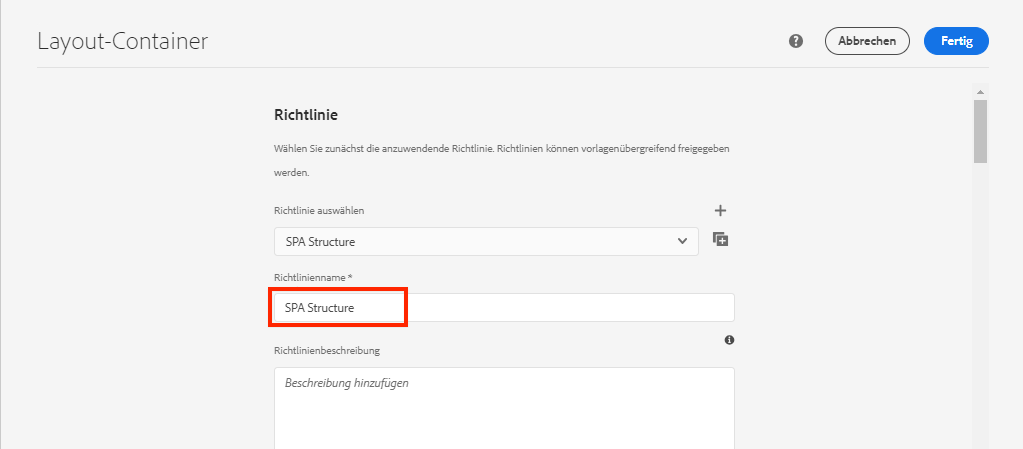 Layout-Container
Abbrechen
Fertig
Richtlinie
Wählen Sie zunächst die anzuwendende Richtlinie. Richtlinien können vorlagenübergreifend freigegeben
werden.
Richtlinie auswählen
SPA Structure
Richtlinienname *
SPA Structure
Richtlinienbeschreibung
Beschreibung hinzufügen